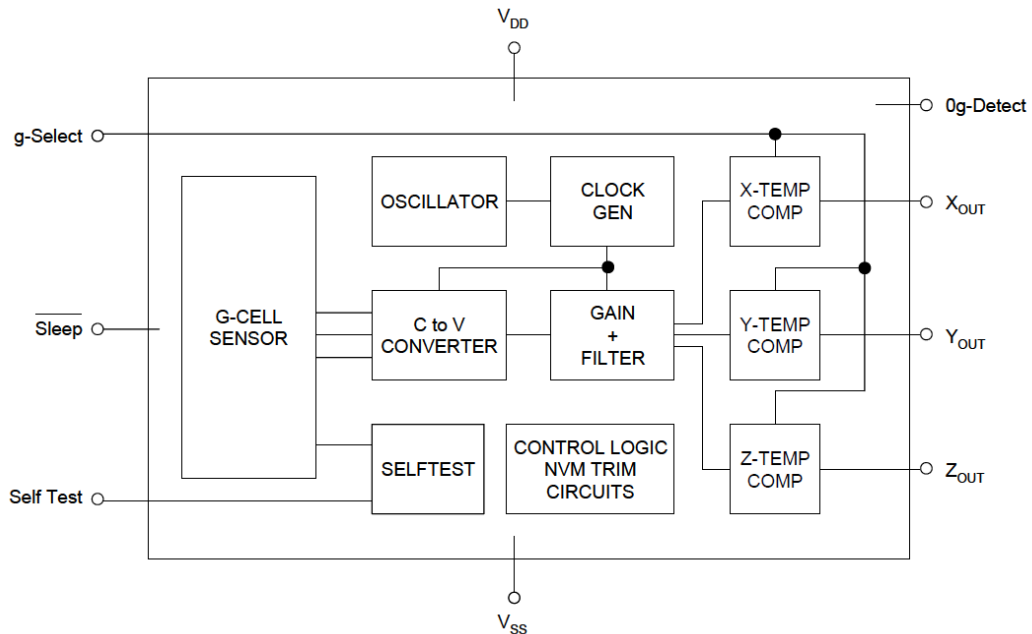 VDD
0g-Detect
g-Select
OSCILLATOR
CLOCK
GEN
X-TEMP
COMP
XOUT
Sleep
G-CELL
SENSOR
C to V
CONVERTER
GAIN
+
FILTER
Y-TEMP
COMP
YOUT
Self Test
SELFTEST
CONTROL LOGIC
NVM TRIM
CIRCUITS
Z-TEMP
COMP
ZOUT
VSS